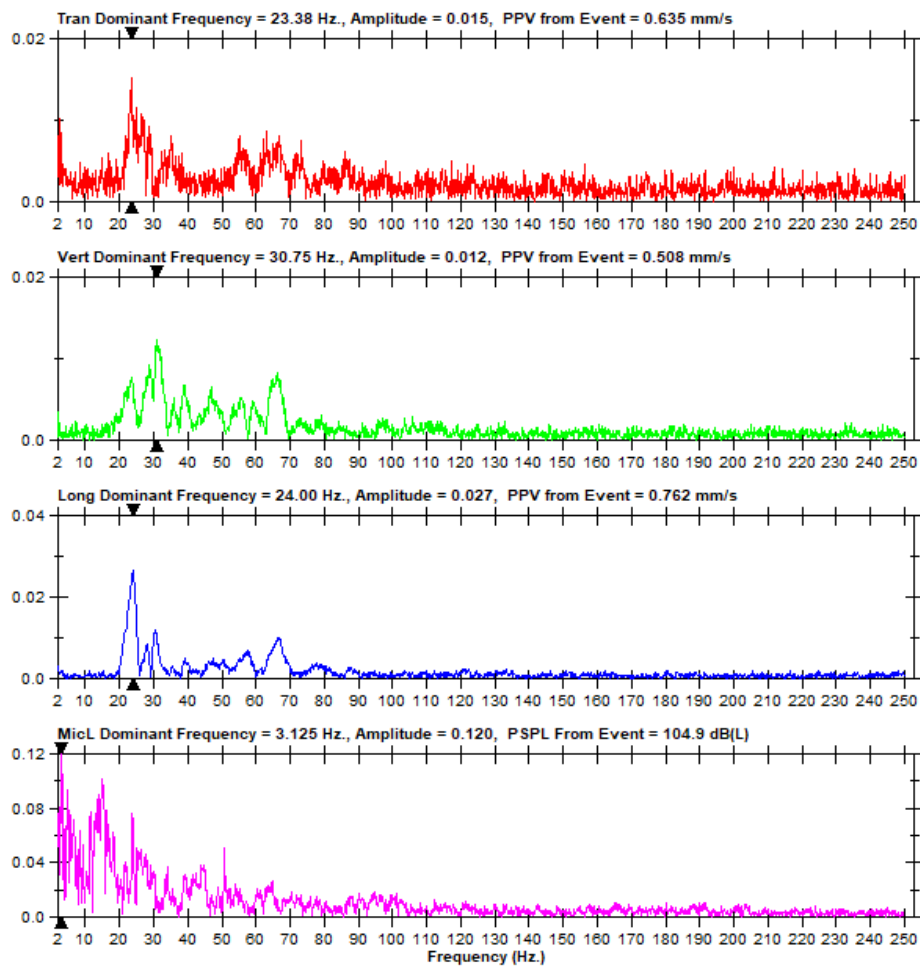 Tran Dominant Frequency = 23.38 Hz., Amplitude = 0.015, PPV from Event = 0.635 mm/s
0.02
0.0
2 10 20 30 40 50 60 70 80 90 100 110 120 130 140 150 160 170 180 190 200 210 220 230 240 250
Vert Dominant Frequency = 30.75 Hz., Amplitude = 0.012, PPV from Event = 0.508 mm/s
0.02
0.0
2 10 20 30 40 50 60 70 80 90 100 110 120 130 140 150 160 170 180 190 200 210 220 230 240 250
Long Dominant Frequency = 24.00 Hz., Amplitude = 0.027, PPV from Event = 0.762 mm/s
0.04
0.02
0.0
2 10 20 30 40 50 60 70 80 90 100 110 120 130 140 150 160 170 180 190 200 210 220 230 240 250
MicL Dominant Frequency = 3.125 Hz., Amplitude = 0.120, PSPL From Event = 104.9 dB(L)
0.12
0.08
0.04
0.0
2 10 20 30 40 50 60 70 80 90 100 110 120 130 140 150 160 170 180 190 200 210 220 230 240 250
Frequency (Hz.)